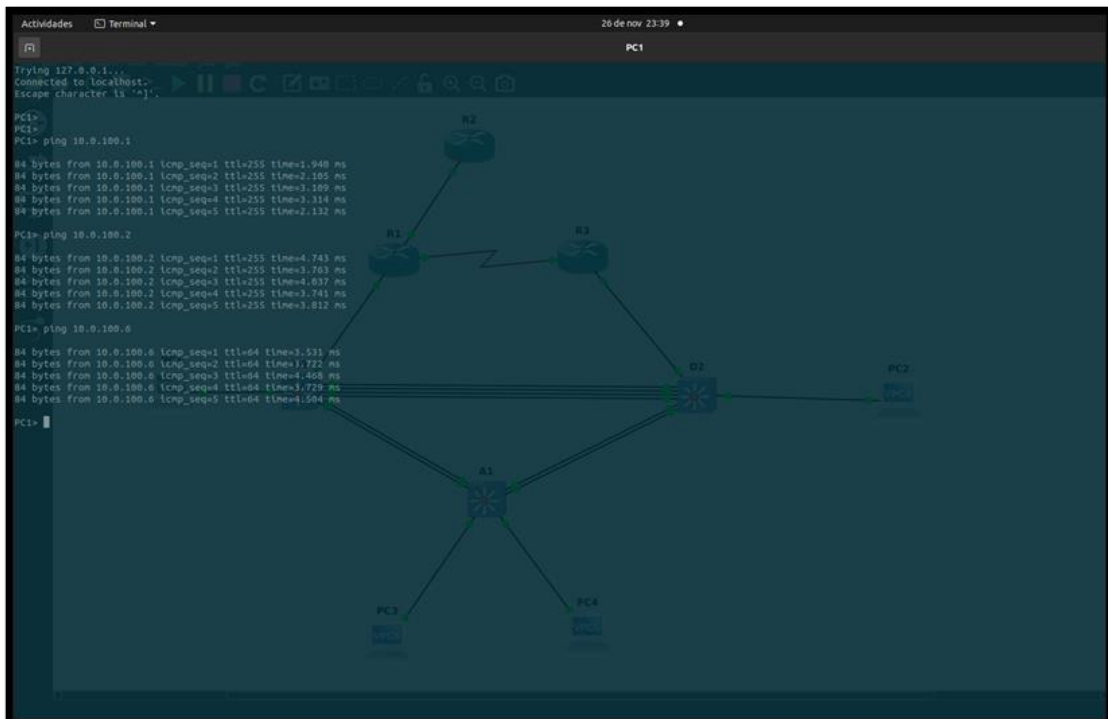 Actividades
Terminal
26 de nov 23:39
PC1
Trying 127.0.0.1...
Connected to localhost.
Escape character is '^]'.
PC1>
PC1>
PC1> ping 10.0.100.1
84 bytes from 10.0.100.1 icmp_seq=1 ttl=255 time=1.940 ms
84 bytes from 10.0.100.1 icmp_seq=2 ttl=255 time=2.105 ms
84 bytes from 10.0.100.1 icmp_seq=3 ttl=255 time=3.109 ms
84 bytes from 10.0.100.1 icmp_seq=4 ttl=255 time=3.314 ms
84 bytes from 10.0.100.1 icmp_seq=5 ttl=255 time=2.132 ms
PC1> ping 10.0.100.2
84 bytes from 10.0.100.2 icmp_seq=1 ttl=255 time=4.743 ms
84 bytes from 10.0.100.2 icmp_seq=2 ttl=255 time=3.763 ms
84 bytes from 10.0.100.2 icmp_seq=3 ttl=255 time=4.037 ms
84 bytes from 10.0.100.2 icmp_seq=4 ttl=255 time=3.741 ms
84 bytes from 10.0.100.2 icmp_seq=5 ttl=255 time=3.812 ms
PC1> ping 10.0.100.6
84 bytes from 10.0.100.6 icmp_seq=1 ttl=64 time=3.531 ms
84 bytes from 10.0.100.6 icmp_seq=2 ttl=64 time=3.722 ms
84 bytes from 10.0.100.6 icmp_seq=3 ttl=64 time=4.468 ms
84 bytes from 10.0.100.6 icmp_seq=4 ttl=64 time=3.729 ms
84 bytes from 10.0.100.6 icmp_seq=5 ttl=64 time=4.504 ms
PC1>
R2
R1
R3
D2
PC2
VPCS
A1
PC3
VPCS
PC4
VPCS